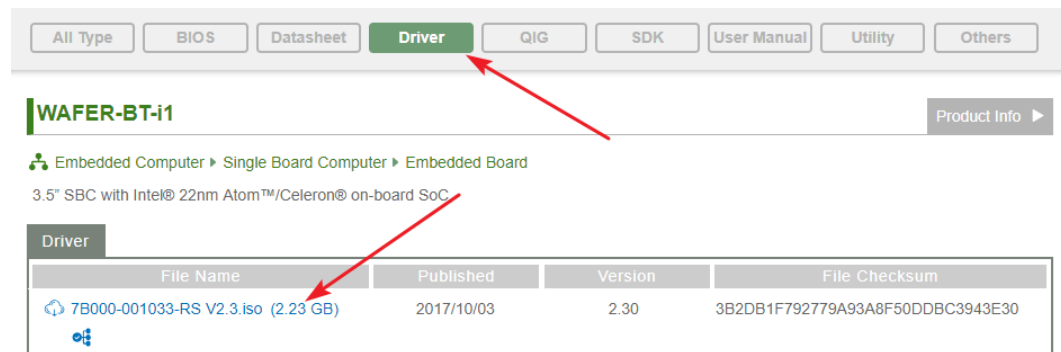 All Type BIOS Datasheet Driver QIG SDK User Manual Utility Others
WAFER-BT-i1
Product Info
Embedded Computer Single Board Computer Embedded Board
3.5” SBC with Intel® 22nm Atom™/Celeron® on-board SoC
Driver
File Name Published Version File Checksum
7B000-001033-RS V2.3.iso (2.23 GB) 2017/10/03 2.30 3B2DB1F792779A93A8F50DDBC3943E30